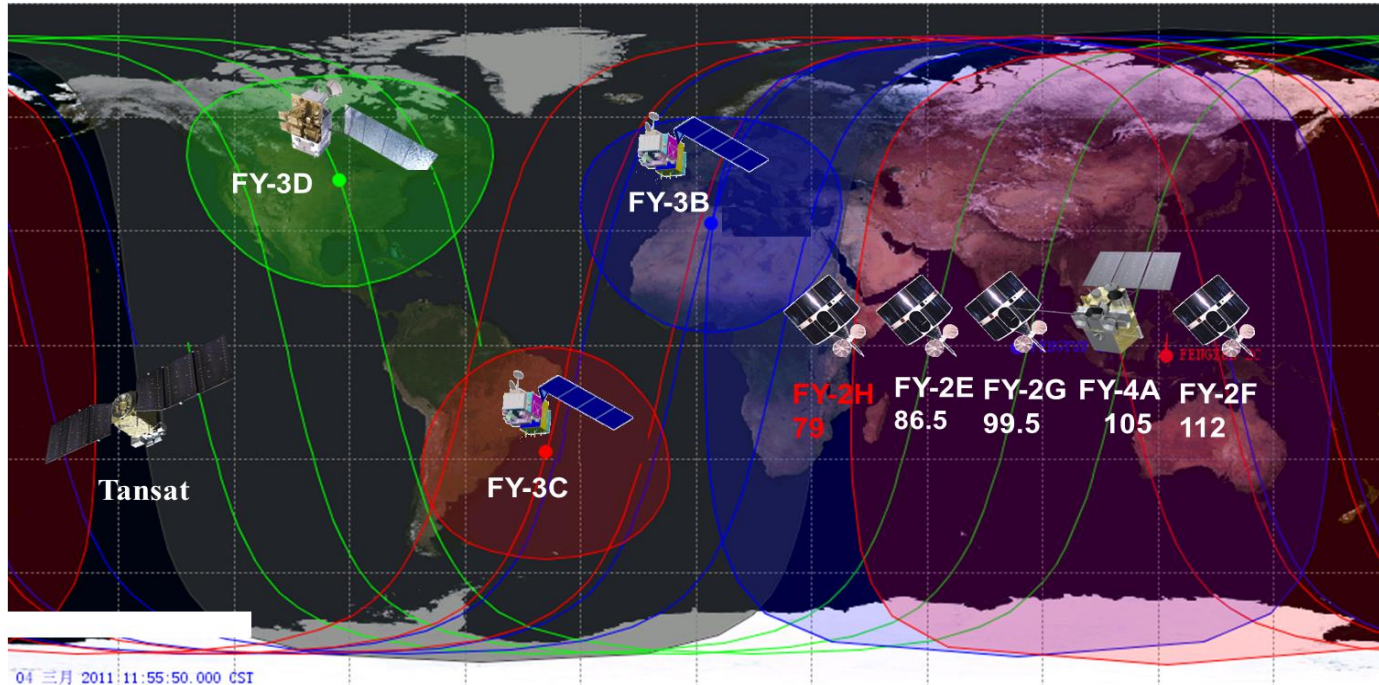 FY-3D
FY-3B
FY-2H
79
FY-2E
86.5
FY-2G
99.5
FY-4A
105
FY-2F
112
FY-3C
Tansat
04 三月 2011 11:55:50.000 CST